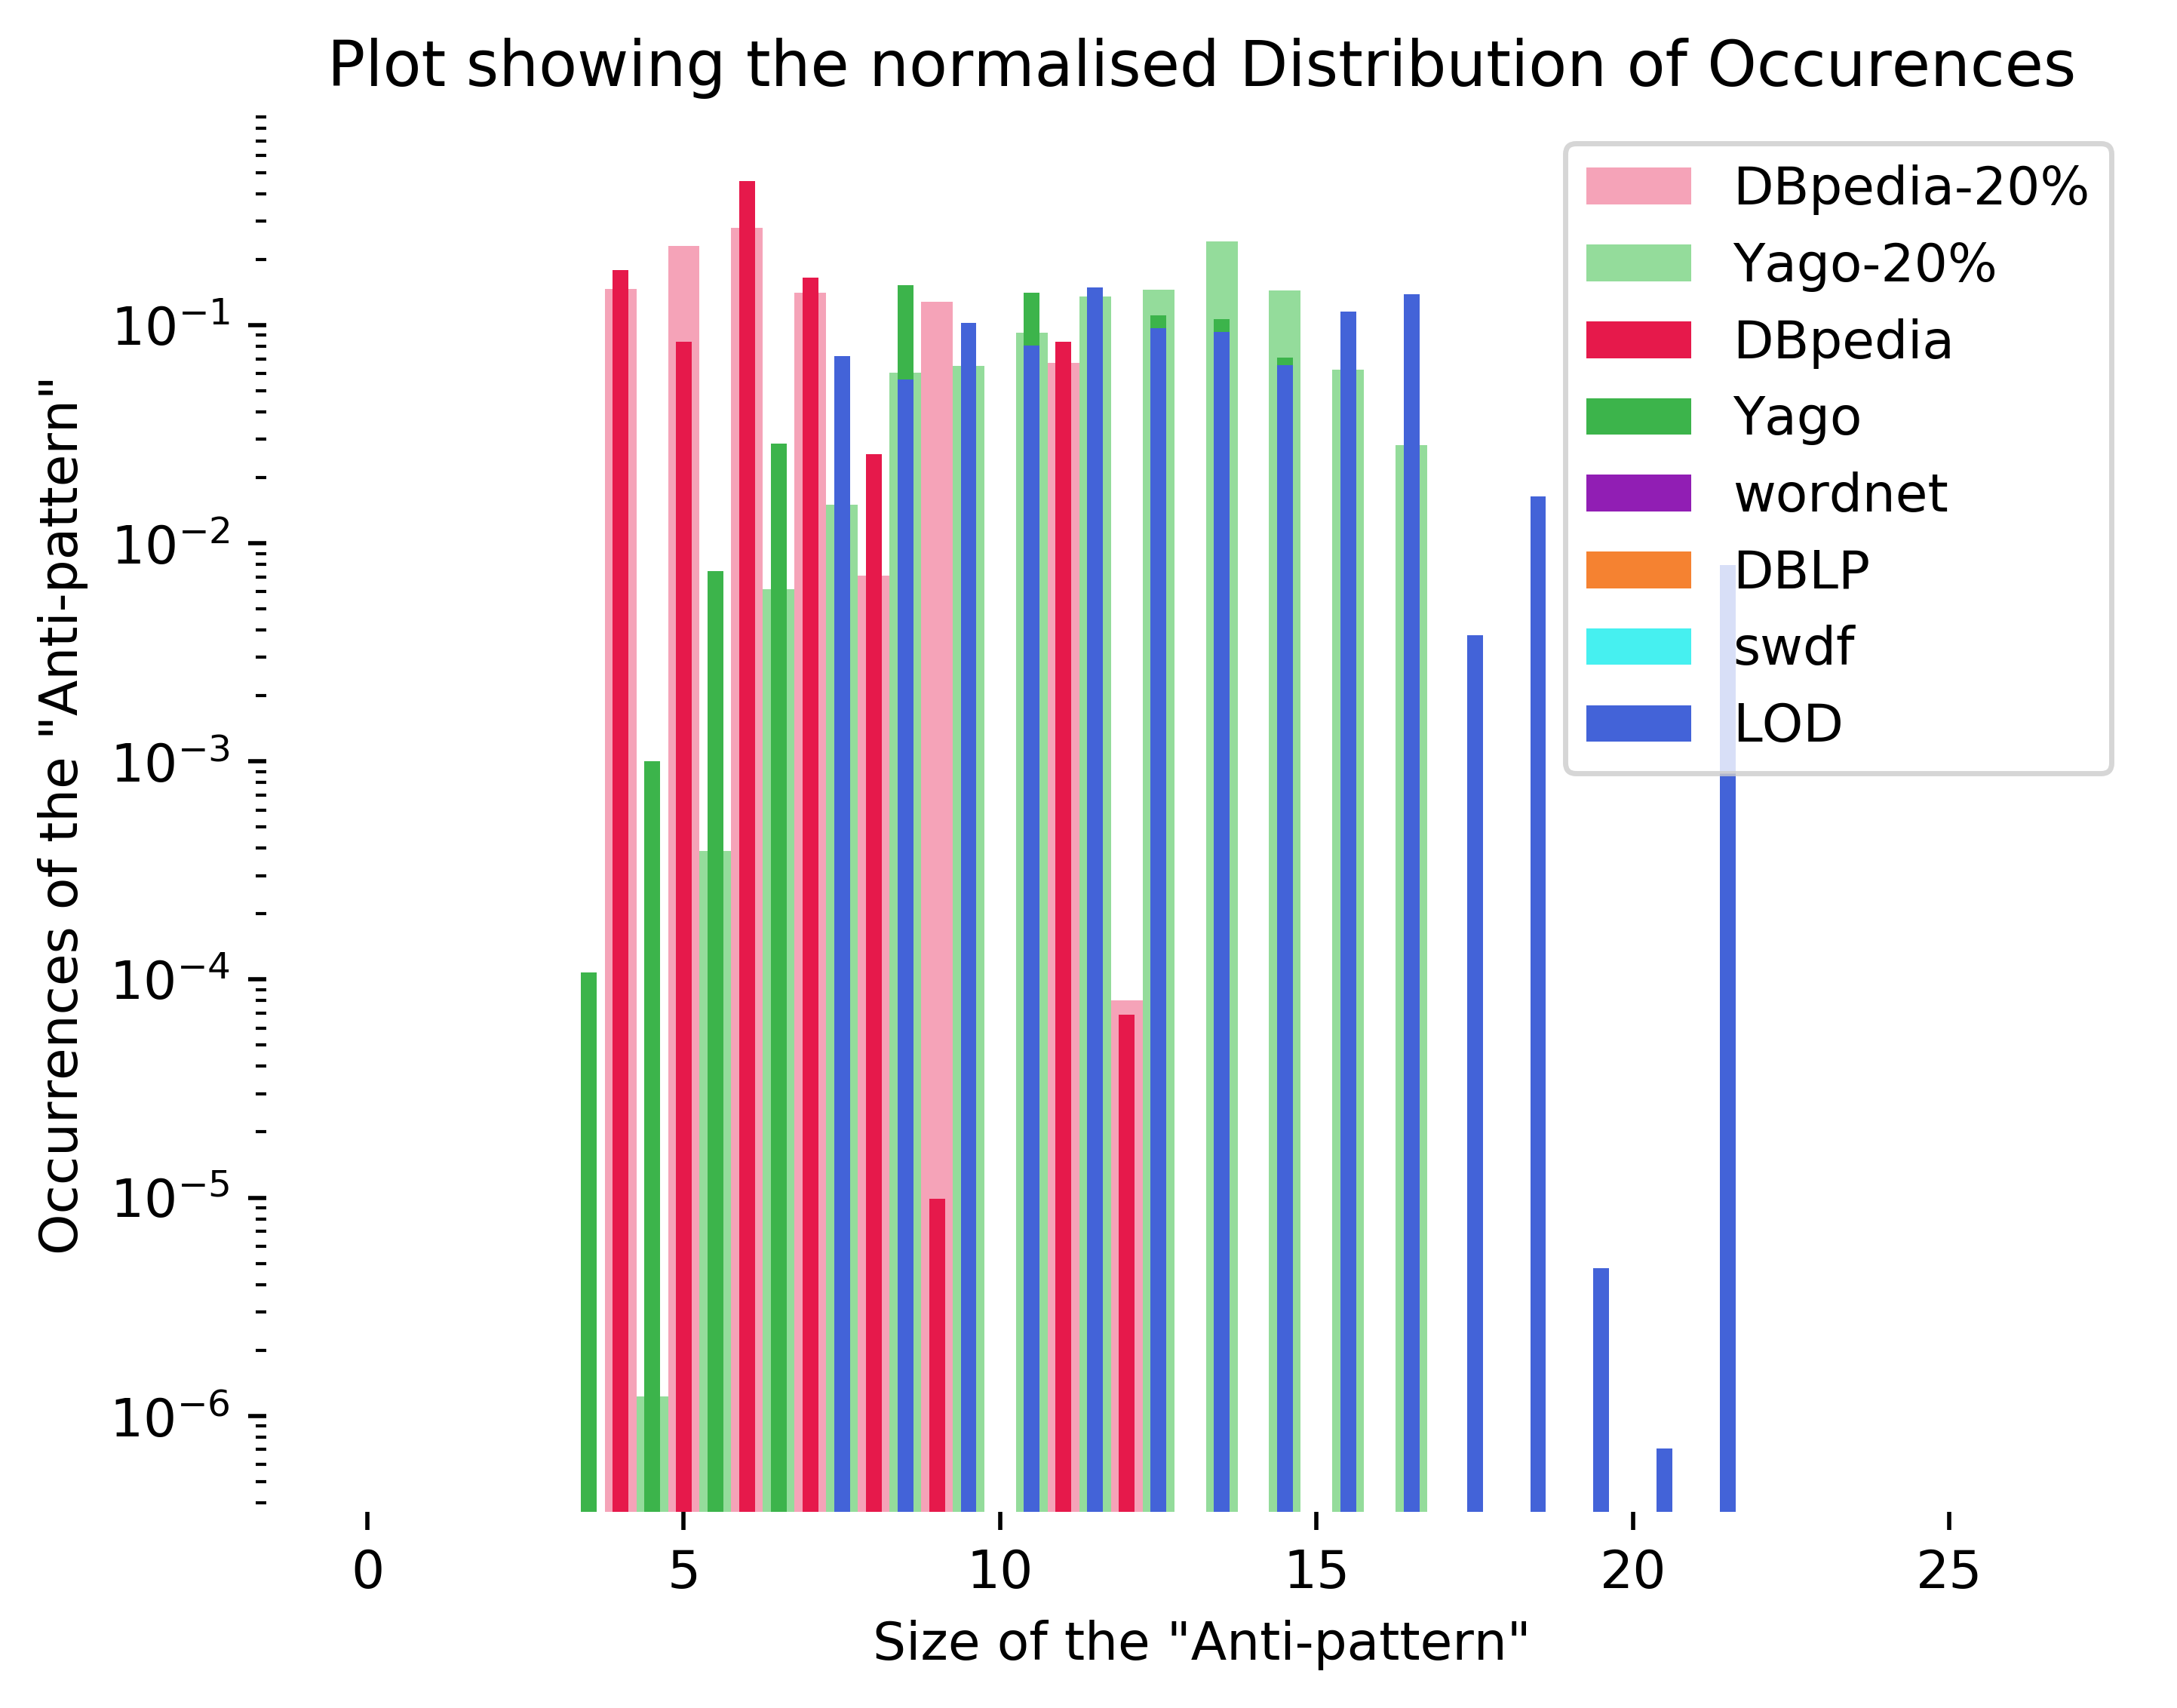 Plot showing the normalised Distribution of Occurences
DBpedia-20%
Yago-20%
DBpedia
Yago
wordnet
DBLP
swdf
LOD
Occurrences of the "Anti-pattern"
10⁻¹
10⁻²
10⁻³
10⁻⁴
10⁻⁵
10⁻⁶
0 5 10 15 20 25
Size of the "Anti-pattern"